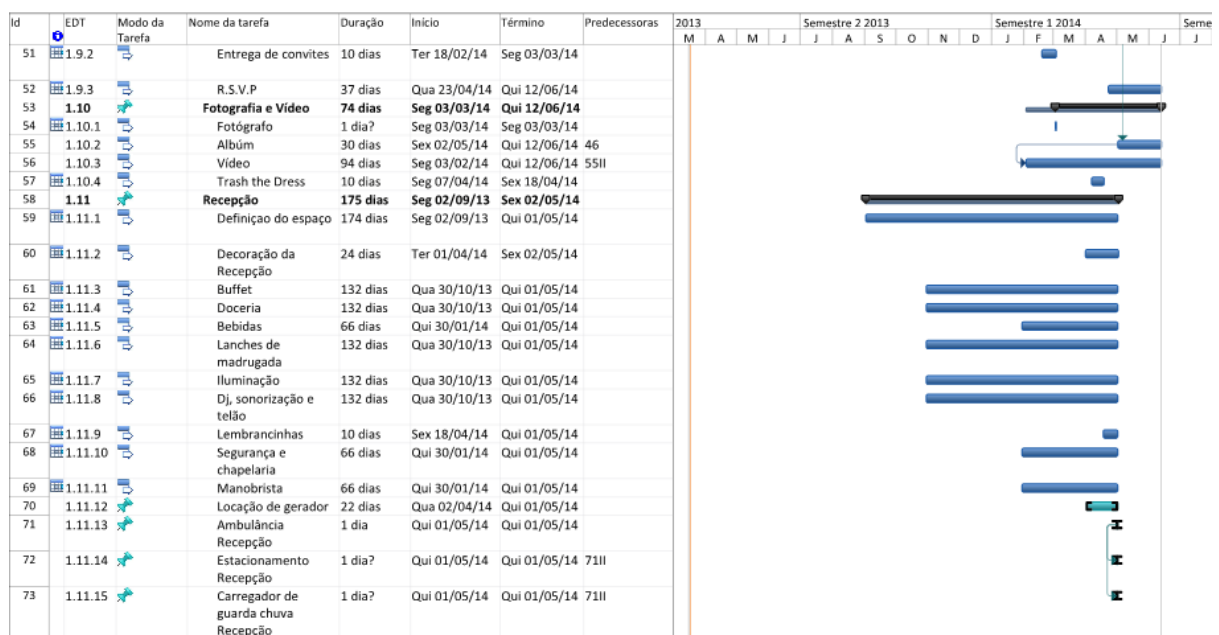 Id EDT Modo da Tarefa Nome da tarefa Duração Início Término Predecessoras 2013 Semestre 2 2013 Semestre 1 2014 Seme
M A M J J A S O N D J F M A M J J
51 1.9.2 Entrega de convites 10 dias Ter 18/02/14 Seg 03/03/14
52 1.9.3 R.S.V.P 37 dias Qua 23/04/14 Qui 12/06/14
53 1.10 Fotografia e Vídeo 74 dias Seg 03/03/14 Qui 12/06/14
54 1.10.1 Fotógrafo 1 dia? Seg 03/03/14 Seg 03/03/14
55 1.10.2 Albúm 30 dias Sex 02/05/14 Qui 12/06/14 46
56 1.10.3 Vídeo 94 dias Seg 03/02/14 Qui 12/06/14 55II
57 1.10.4 Trash the Dress 10 dias Seg 07/04/14 Sex 18/04/14
58 1.11 Recepção 175 dias Seg 02/09/13 Sex 02/05/14
59 1.11.1 Definiçao do espaço 174 dias Seg 02/09/13 Qui 01/05/14
60 1.11.2 Decoração da 24 dias Ter 01/04/14 Sex 02/05/14
Recepção
61 1.11.3 Buffet 132 dias Qua 30/10/13 Qui 01/05/14
62 1.11.4 Doceria 132 dias Qua 30/10/13 Qui 01/05/14
63 1.11.5 Bebidas 66 dias Qui 30/01/14 Qui 01/05/14
64 1.11.6 Lanches de 132 dias Qua 30/10/13 Qui 01/05/14
madrugada
65 1.11.7 Iluminação 132 dias Qua 30/10/13 Qui 01/05/14
66 1.11.8 Dj, sonorização e 132 dias Qua 30/10/13 Qui 01/05/14
telão
67 1.11.9 Lembrancinhas 10 dias Sex 18/04/14 Qui 01/05/14
68 1.11.10 Segurança e 66 dias Qui 30/01/14 Qui 01/05/14
chapelaria
69 1.11.11 Manobrista 66 dias Qui 30/01/14 Qui 01/05/14
70 1.11.12 Locação de gerador 22 dias Qua 02/04/14 Qui 01/05/14
71 1.11.13 Ambulância 1 dia Qui 01/05/14 Qui 01/05/14
Recepção
72 1.11.14 Estacionamento 1 dia? Qui 01/05/14 Qui 01/05/14 71II
Recepção
73 1.11.15 Carregador de 1 dia? Qui 01/05/14 Qui 01/05/14 71II
guarda chuva
Recepção